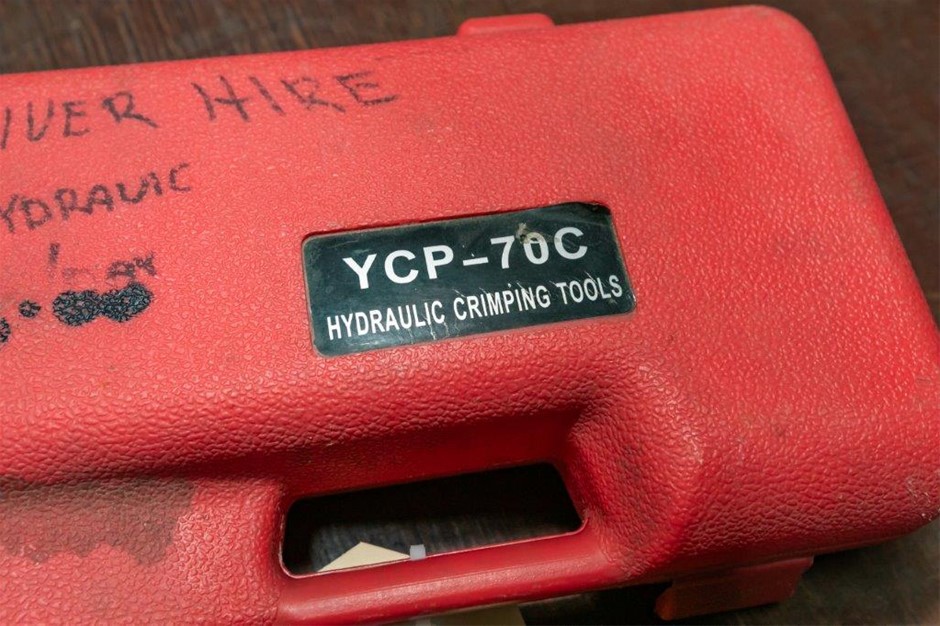 IVER HIRE
YDRAULIC
YCP-70C
HYDRAULIC CRIMPING TOOLS